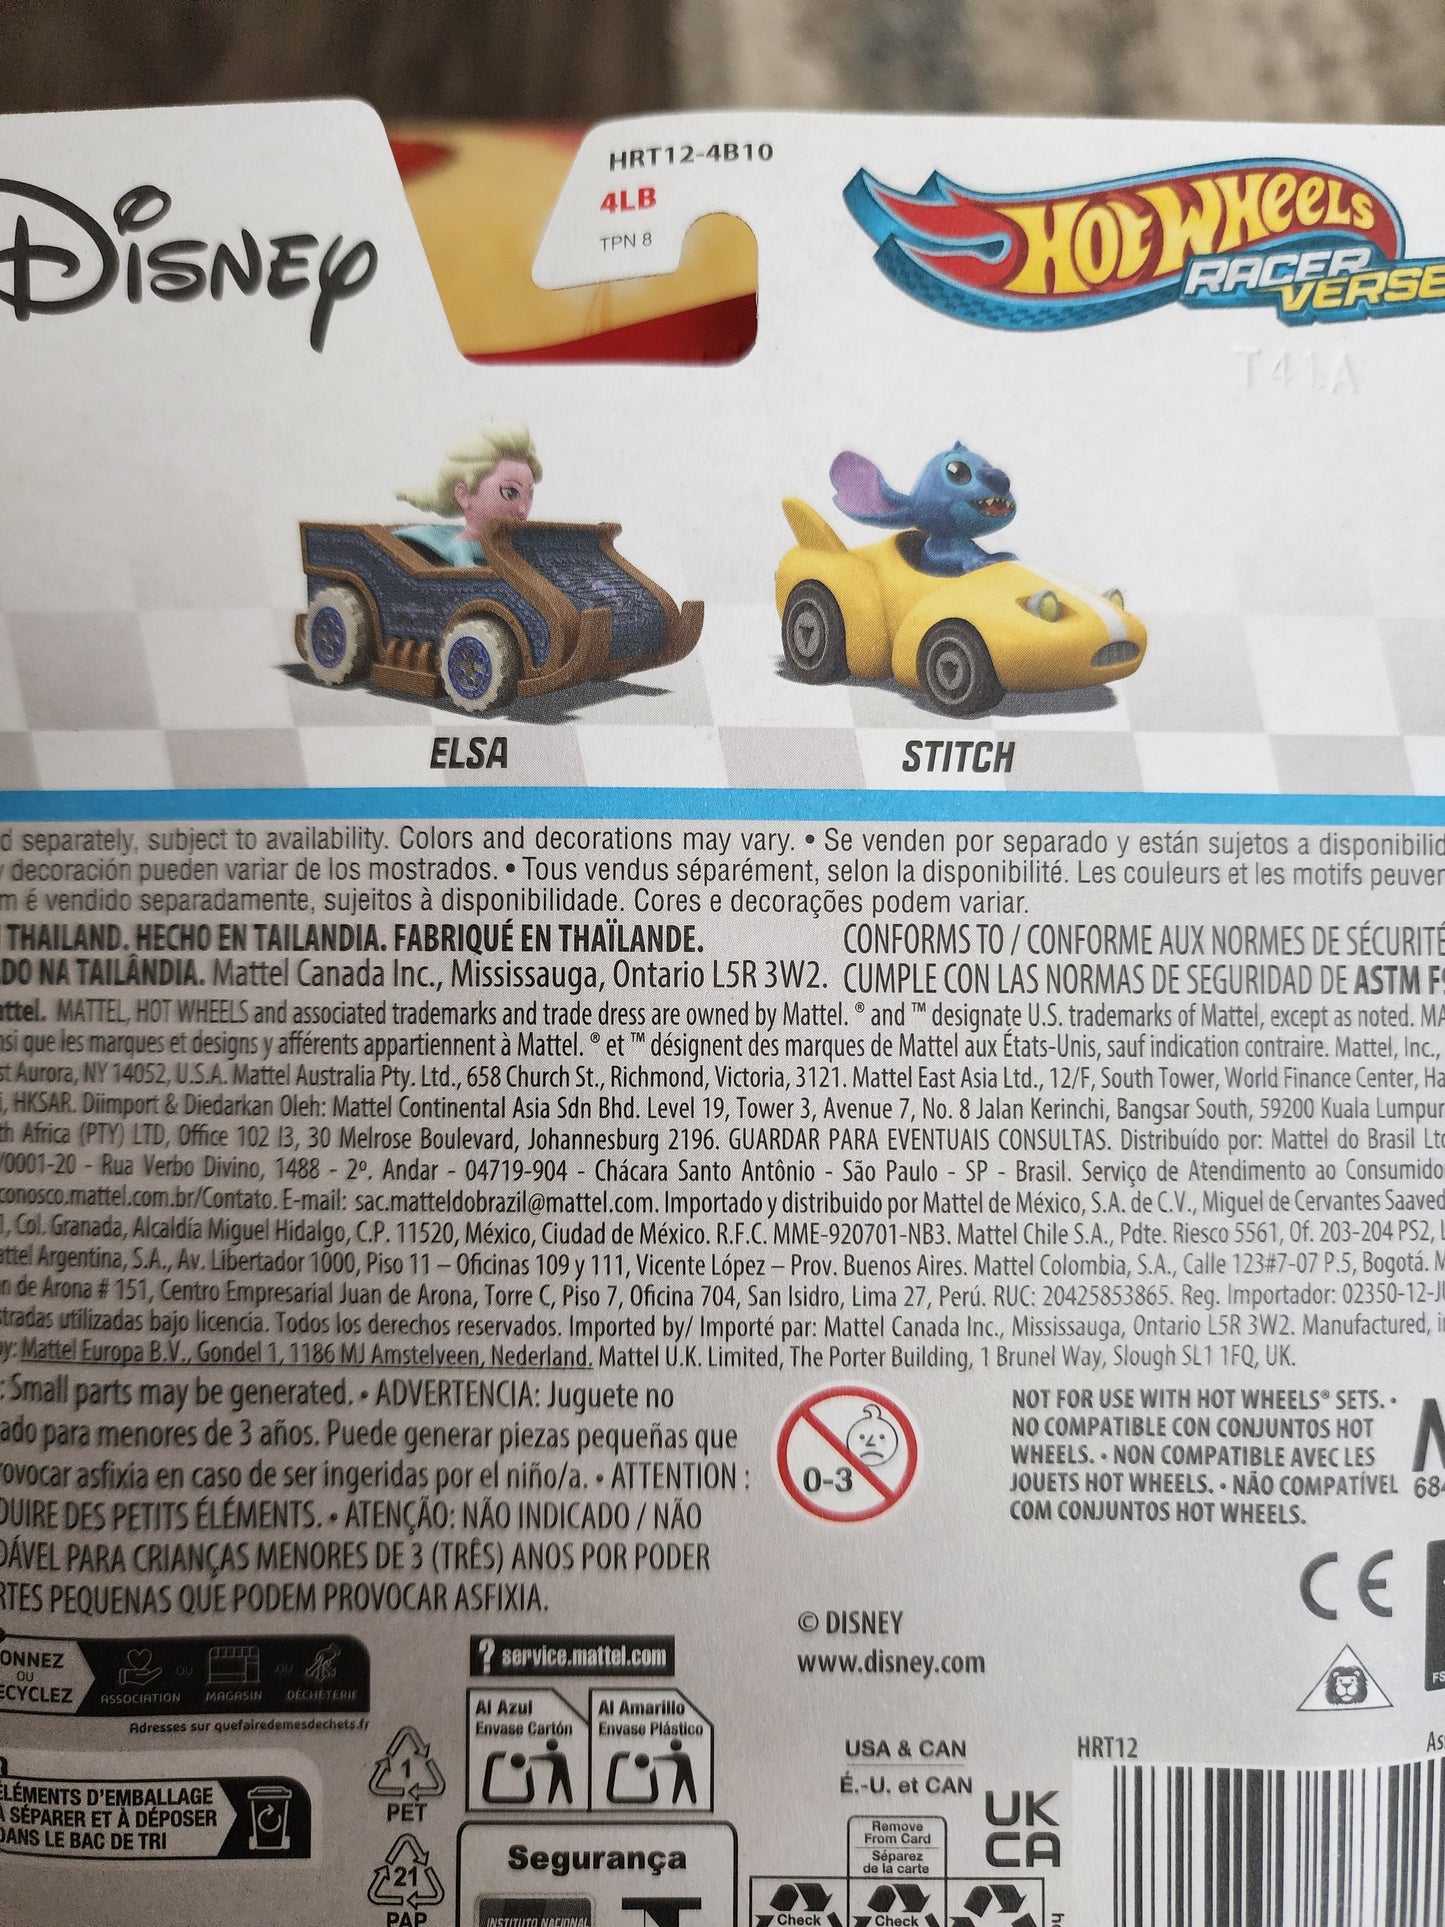 HRT12-4B10
4LB
TPN 8
DISNEY
HOT WHEELS
RACER
VERSE
T41A
ELSA
STITCH
separately, subject to availability. Colors and decorations may vary. • Se venden por separado y están sujetos a
decoración pueden variar de los mostrados. • Tous vendus séparément, selon la disponibilité. Les couleurs et les motifs
é vendido separadamente, sujeitos à disponibilidade. Cores e decorações podem variar.
THAILAND. HECHO EN TAILANDIA. FABRIQUÉ EN THAÏLANDE.
NA TAILÂNDIA. Mattel Canada Inc., Mississauga, Ontario L5R 3W2.
CONFORMS TO / CONFORME AUX NORMES DE SÉCURITÉ
CUMPLE CON LAS NORMAS DE SEGURIDAD DE ASTM
MATTEL, HOT WHEELS and associated trademarks and trade dress are owned by Mattel. ® and ™ designate U.S. trademarks of Mattel, except as noted.
que les marques et designs y afférents appartiennent à Mattel. ® et ™ désignent des marques de Mattel aux États-Unis, sauf indication contraire. Mattel, Inc.,
Aurora, NY 14052, U.S.A. Mattel Australia Pty. Ltd., 658 Church St., Richmond, Victoria, 3121. Mattel East Asia Ltd., 12/F, South Tower, World Finance Center,
HKSAR. Diimport & Diedarkan Oleh: Mattel Continental Asia Sdn Bhd. Level 19, Tower 3, Avenue 7, No. 8 Jalan Kerinchi, Bangsar South, 59200 Kuala Lumpur
Africa (PTY) LTD, Office 102 I3, 30 Melrose Boulevard, Johannesburg 2196. GUARDAR PARA EVENTUAIS CONSULTAS. Distribuído por: Mattel do Brasil
/0001-20 - Rua Verbo Divino, 1488 - 2º. Andar - 04719-904 - Chácara Santo Antônio - São Paulo - SP - Brasil. Serviço de Atendimento ao
conosco.mattel.com.br/Contato. E-mail: sac.matteldobrazil@mattel.com. Importado y distribuido por Mattel de México, S.A. de C.V., Miguel de Cervantes
Col. Granada, Alcaldía Miguel Hidalgo, C.P. 11520, México, Ciudad de México. R.F.C. MME-920701-NB3. Mattel Chile S.A., Pdte. Riesco 5561, Of. 203-204 PS2,
Argentina, S.A., Av. Libertador 1000, Piso 11 – Oficinas 109 y 111, Vicente López – Prov. Buenos Aires. Mattel Colombia, S.A., Calle 123#7-07 P.5, Bogotá.
de Arona # 151, Centro Empresarial Juan de Arona, Torre C, Piso 7, Oficina 704, San Isidro, Lima 27, Perú. RUC: 20425853865. Reg. Importador: 02350-12-
utilizadas bajo licencia. Todos los derechos reservados. Imported by/ Importé par: Mattel Canada Inc., Mississauga, Ontario L5R 3W2. Manufactured,
Mattel Europa B.V., Gondel 1, 1186 MJ Amstelveen, Nederland. Mattel U.K. Limited, The Porter Building, 1 Brunel Way, Slough SL1 1FQ, UK.
: Small parts may be generated. • ADVERTENCIA: Juguete no
para menores de 3 años. Puede generar piezas pequeñas que
asfixia en caso de ser ingeridas por el niño/a. • ATTENTION :
DES PETITS ÉLÉMENTS. • ATENÇÃO: NÃO INDICADO / NÃO
PARA CRIANÇAS MENORES DE 3 (TRÊS) ANOS POR PODER
PEQUENAS QUE PODEM PROVOCAR ASFIXIA.
0-3
NOT FOR USE WITH HOT WHEELS® SETS. •
NO COMPATIBLE CON CONJUNTOS HOT
WHEELS. • NON COMPATIBLE AVEC LES
JOUETS HOT WHEELS. • NÃO COMPATÍVEL
COM CONJUNTOS HOT WHEELS.
CE
© DISNEY
www.disney.com
OU
ASSOCIATION OU MAGASIN OU DÉCHÈTERIE
Adresses sur quefairedemesdechets.fr
ÉLÉMENTS D'EMBALLAGE
À SÉPARER ET À DÉPOSER
DANS LE BAC DE TRI
1
PET
21
PAP
? service.mattel.com
Al Azul
Envase Cartón
Al Amarillo
Envase Plástico
Segurança
INSTITUTO NACIONAL
USA & CAN
É.-U. et CAN
Remove
From Card
Séparez
de la carte
Check
Check
UK
CA
HRT12